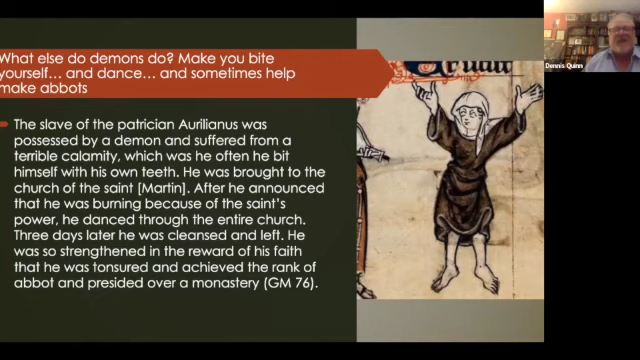 What else do demons do? Make you bite
yourself… and dance… and sometimes help
make abbots
The slave of the patrician Aurilianus was
possessed by a demon and suffered from a
terrible calamity, which was he often he bit
himself with his own teeth. He was brought to the
church of the saint [Martin]. After he announced
that he was burning because of the saint's
power, he danced through the entire church.
Three days later he was cleansed and left. He
was so strengthened in the reward of his faith
that he was tonsured and achieved the rank of
abbot and presided over a monastery (GM 76).
Dennis Quinn